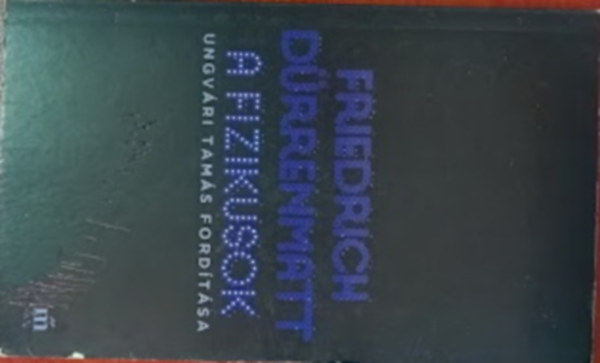 FRIEDRICH
DÜRRENMATT
A FIZIKUSOK
UNGVÁRI TAMÁS FORDÍTÁSA
m